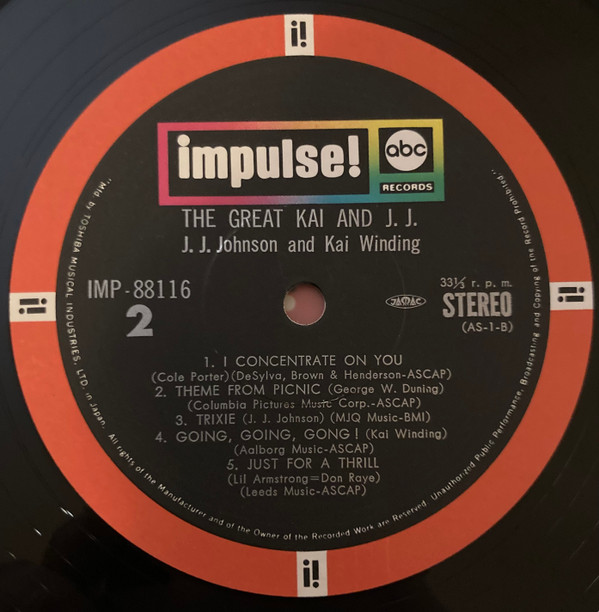 i!
impulse!
abc
RECORDS
THE GREAT KAI AND J. J.
J. J. Johnson and Kai Winding
IMP-88116
2
JASRAC
33⅓ r. p. m.
STEREO
(AS-1-B)
i!
i!
1. I CONCENTRATE ON YOU
(Cole Porter)(DeSylva, Brown & Henderson-ASCAP)
2. THEME FROM PICNIC (George W. Duning)
(Columbia Pictures Music Corp.-ASCAP)
3. TRIXIE (J. J. Johnson) (MJQ Music-BMI)
4. GOING, GOING, GONG! (Kai Winding)
(Aalborg Music-ASCAP)
5. JUST FOR A THRILL
(Lil Armstrong=Don Raye)
(Leeds Music-ASCAP)
"Mfd by TOSHIBA MUSICAL INDUSTRIES, LTD. in Japan. All rights of the Manufacturer and of the Owner of the Recorded Work are Reserved. Unauthorized Public Performance, Broadcasting and Copying of the Record Prohibited."
i!